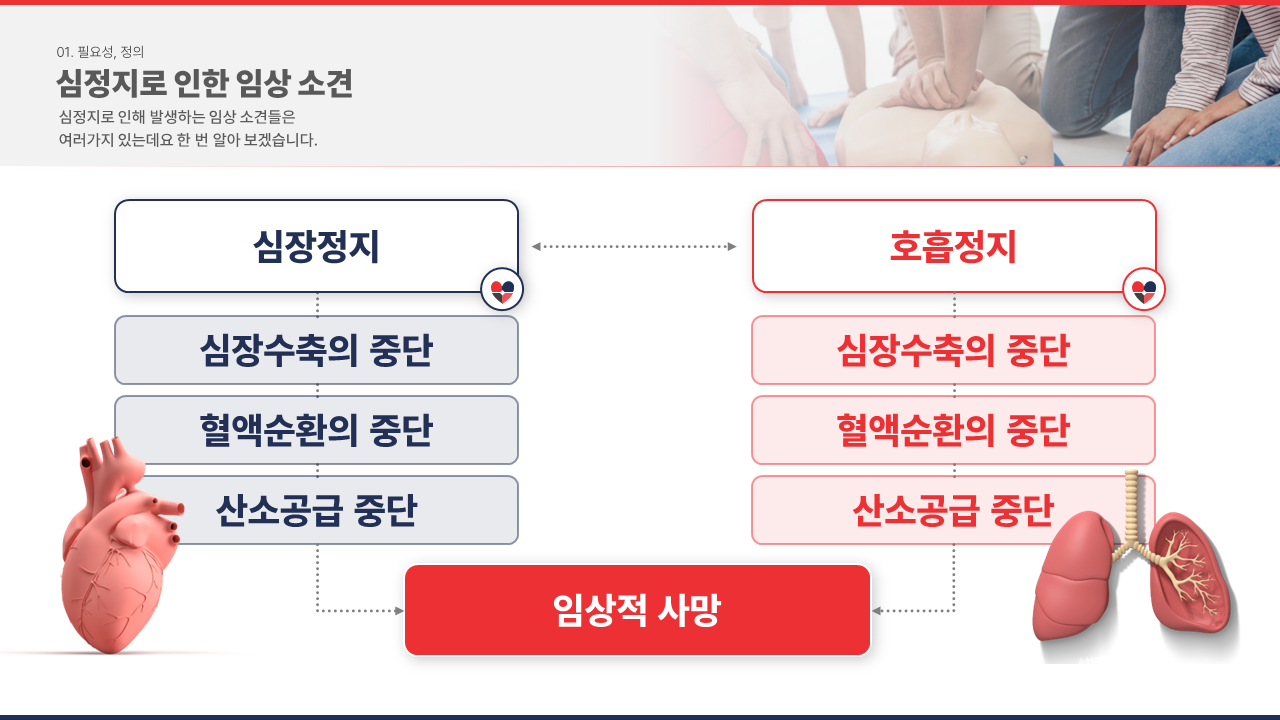 01. 필요성, 정의
심정지로 인한 임상 소견
심정지로 인해 발생하는 임상 소견들은
여러가지 있는데요 한 번 알아 보겠습니다.
심장정지
호흡정지
심장수축의 중단
심장수축의 중단
혈액순환의 중단
혈액순환의 중단
산소공급 중단
산소공급 중단
임상적 사망